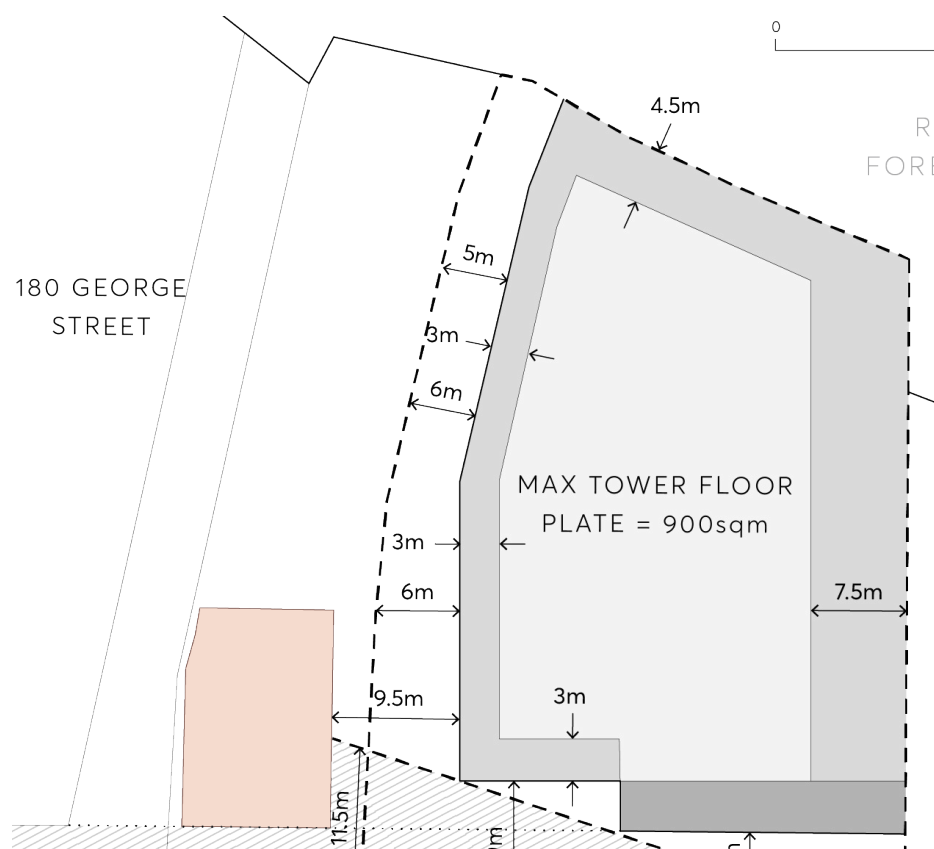 0
4.5m
R
FORE
5m
180 GEORGE
STREET
3m
6m
MAX TOWER FLOOR
PLATE = 900sqm
3m
6m
7.5m
9.5m
3m
11.5m
m